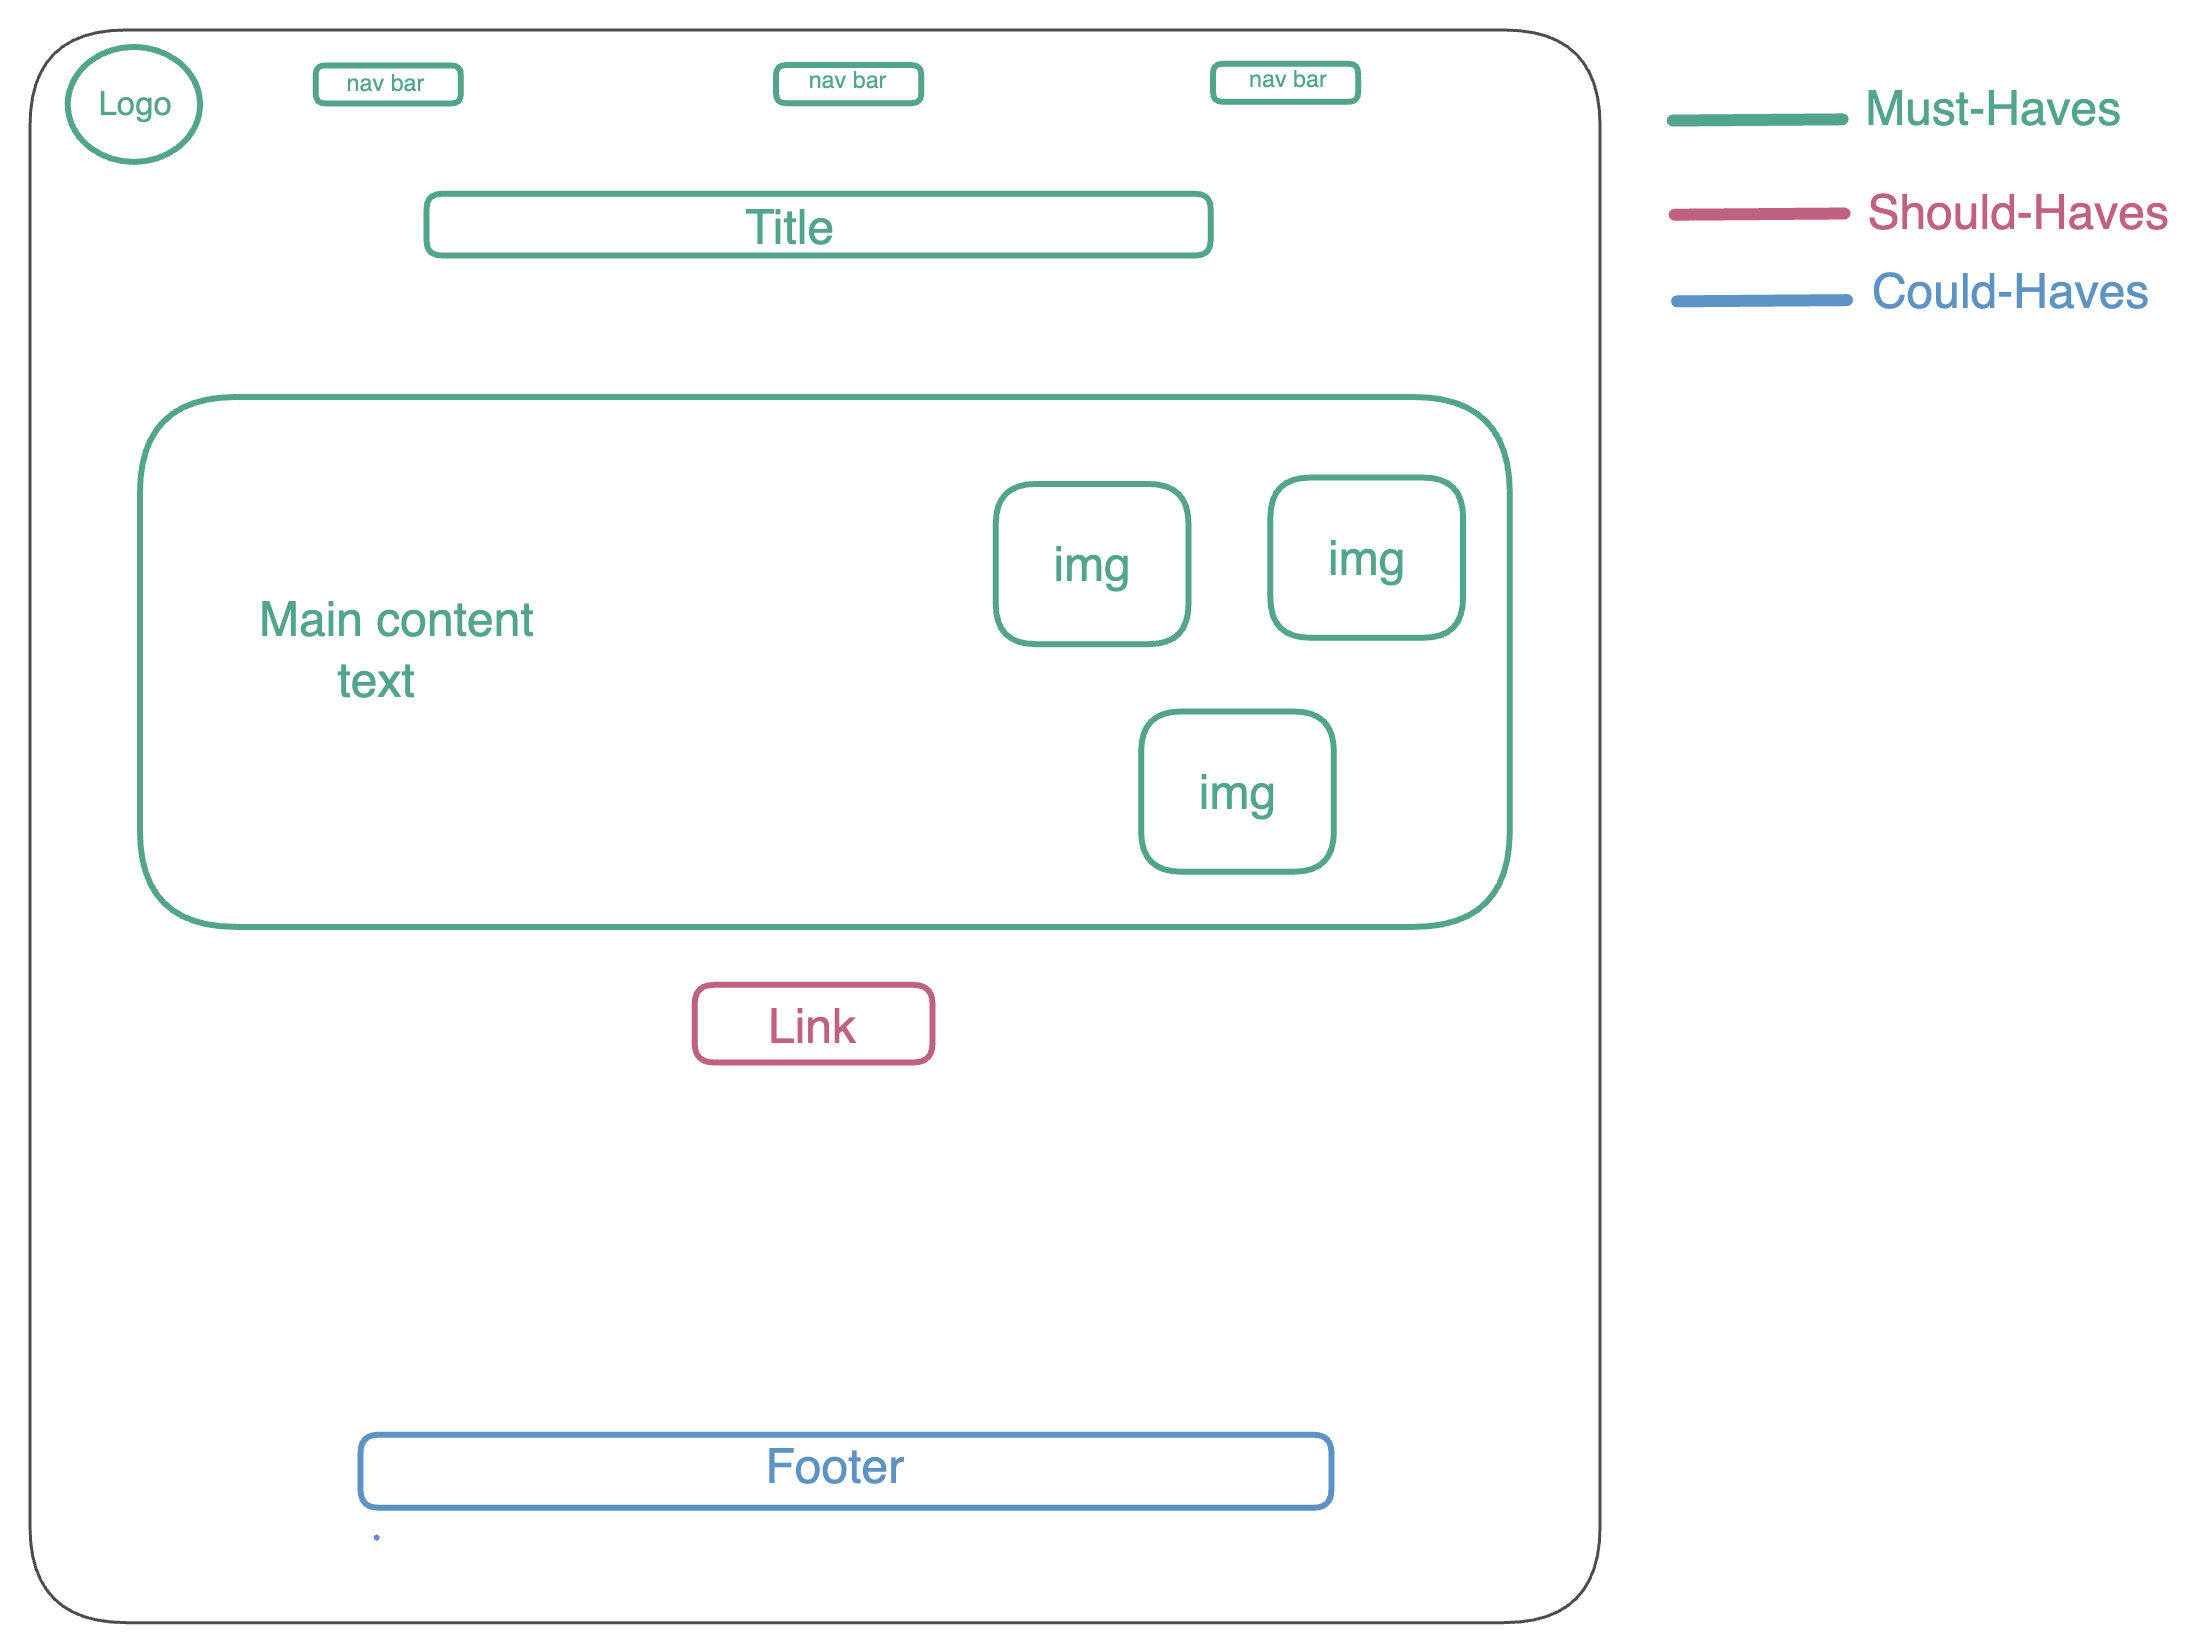 Logo
nav bar
nav bar
nav bar
Must-Haves
Should-Haves
Could-Haves
Title
img
img
Main content
text
img
Link
Footer